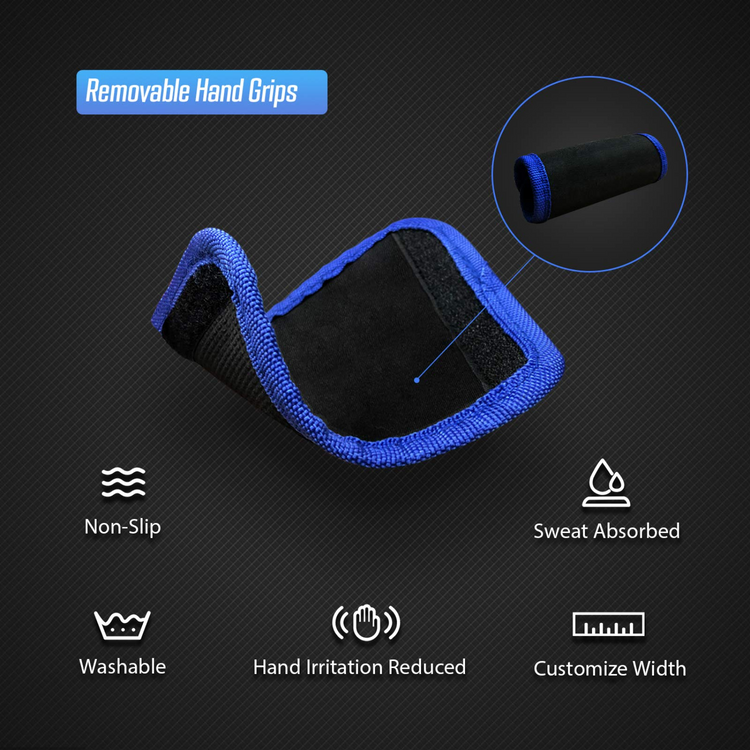 Removable Hand Grips
Non-Slip
Sweat Absorbed
Washable
Hand Irritation Reduced
Customize Width